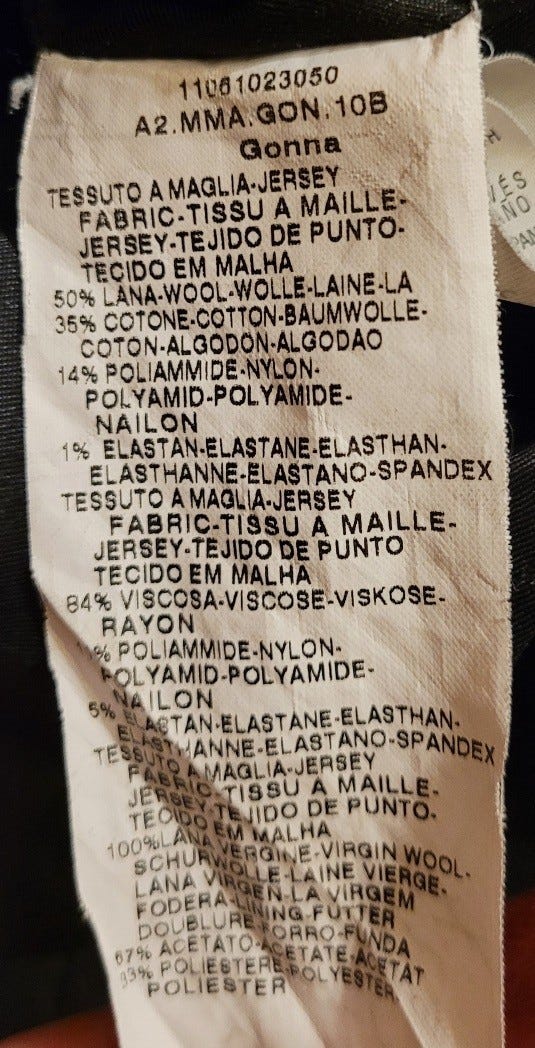 11061023050
A2.MMA.GON.10B
Gonna
TESSUTO A MAGLIA-JERSEY
FABRIC-TISSU A MAILLE-
JERSEY-TEJIDO DE PUNTO-
TECIDO EM MALHA
50% LANA-WOOL-WOLLE-LAINE-LA
35% COTONE-COTTON-BAUMWOLLE-
COTON-ALGODON-ALGODAO
14% POLIAMMIDE-NYLON-
POLYAMID-POLYAMIDE-
NAILON
1% ELASTAN-ELASTANE-ELASTHAN-
ELASTHANNE-ELASTANO-SPANDEX
TESSUTO A MAGLIA-JERSEY
FABRIC-TISSU A MAILLE-
JERSEY-TEJIDO DE PUNTO
TECIDO EM MALHA
84% VISCOSA-VISCOSE-VISKOSE-
RAYON
% POLIAMMIDE-NYLON-
POLYAMID-POLYAMIDE-
NAILON
5% ELASTAN-ELASTANE-ELASTHAN-
ELASTHANNE-ELASTANO-SPANDEX
TESSUTO A MAGLIA-JERSEY
FABRIC-TISSU A MAILLE-
JERSEY-TEJIDO DE PUNTO-
TECIDO EM MALHA
100%LANA VERGINE-VIRGIN WOOL-
SCHURWOLLE-LAINE VIERGE-
LANA VIRGEN-LA VIRGEM
FODERA-LINING-FUTTER
DOUBLURE-FORRO-FUNDA
67% ACETATO-ACETATE-ACETAT
33% POLIESTERE-POLYESTER
POLIESTER